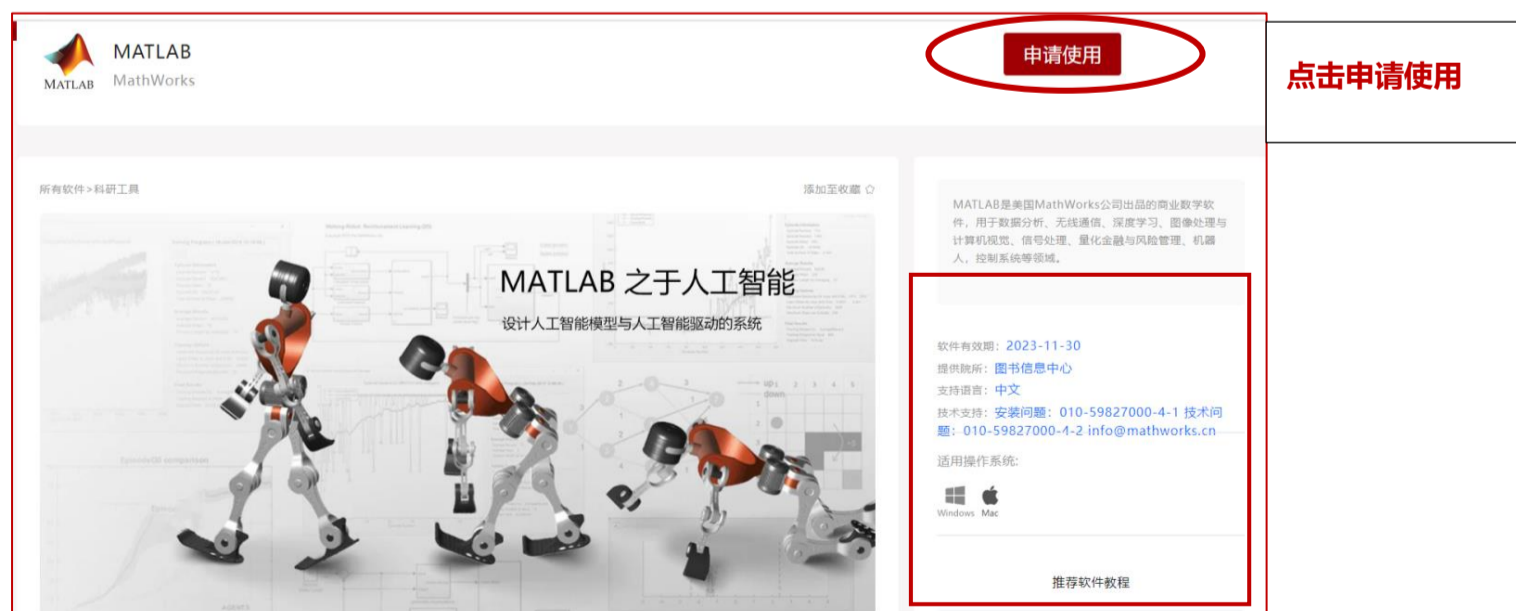 MATLAB
MATLAB
MathWorks
申请使用
点击申请使用
所有软件>科研工具
添加至收藏
MATLAB 之于人工智能
设计人工智能模型与人工智能驱动的系统
MATLAB是美国MathWorks公司出品的商业数学软
件，用于数据分析、无线通信、深度学习、图像处理与
计算机视觉、信号处理、量化金融与风险管理、机器
人，控制系统等领域。
软件有效期：2023-11-30
提供院所：图书信息中心
支持语言：中文
技术支持：安装问题：010-59827000-4-1 技术问
题：010-59827000-4-2 info@mathworks.cn
适用操作系统:
Windows Mac
推荐软件教程